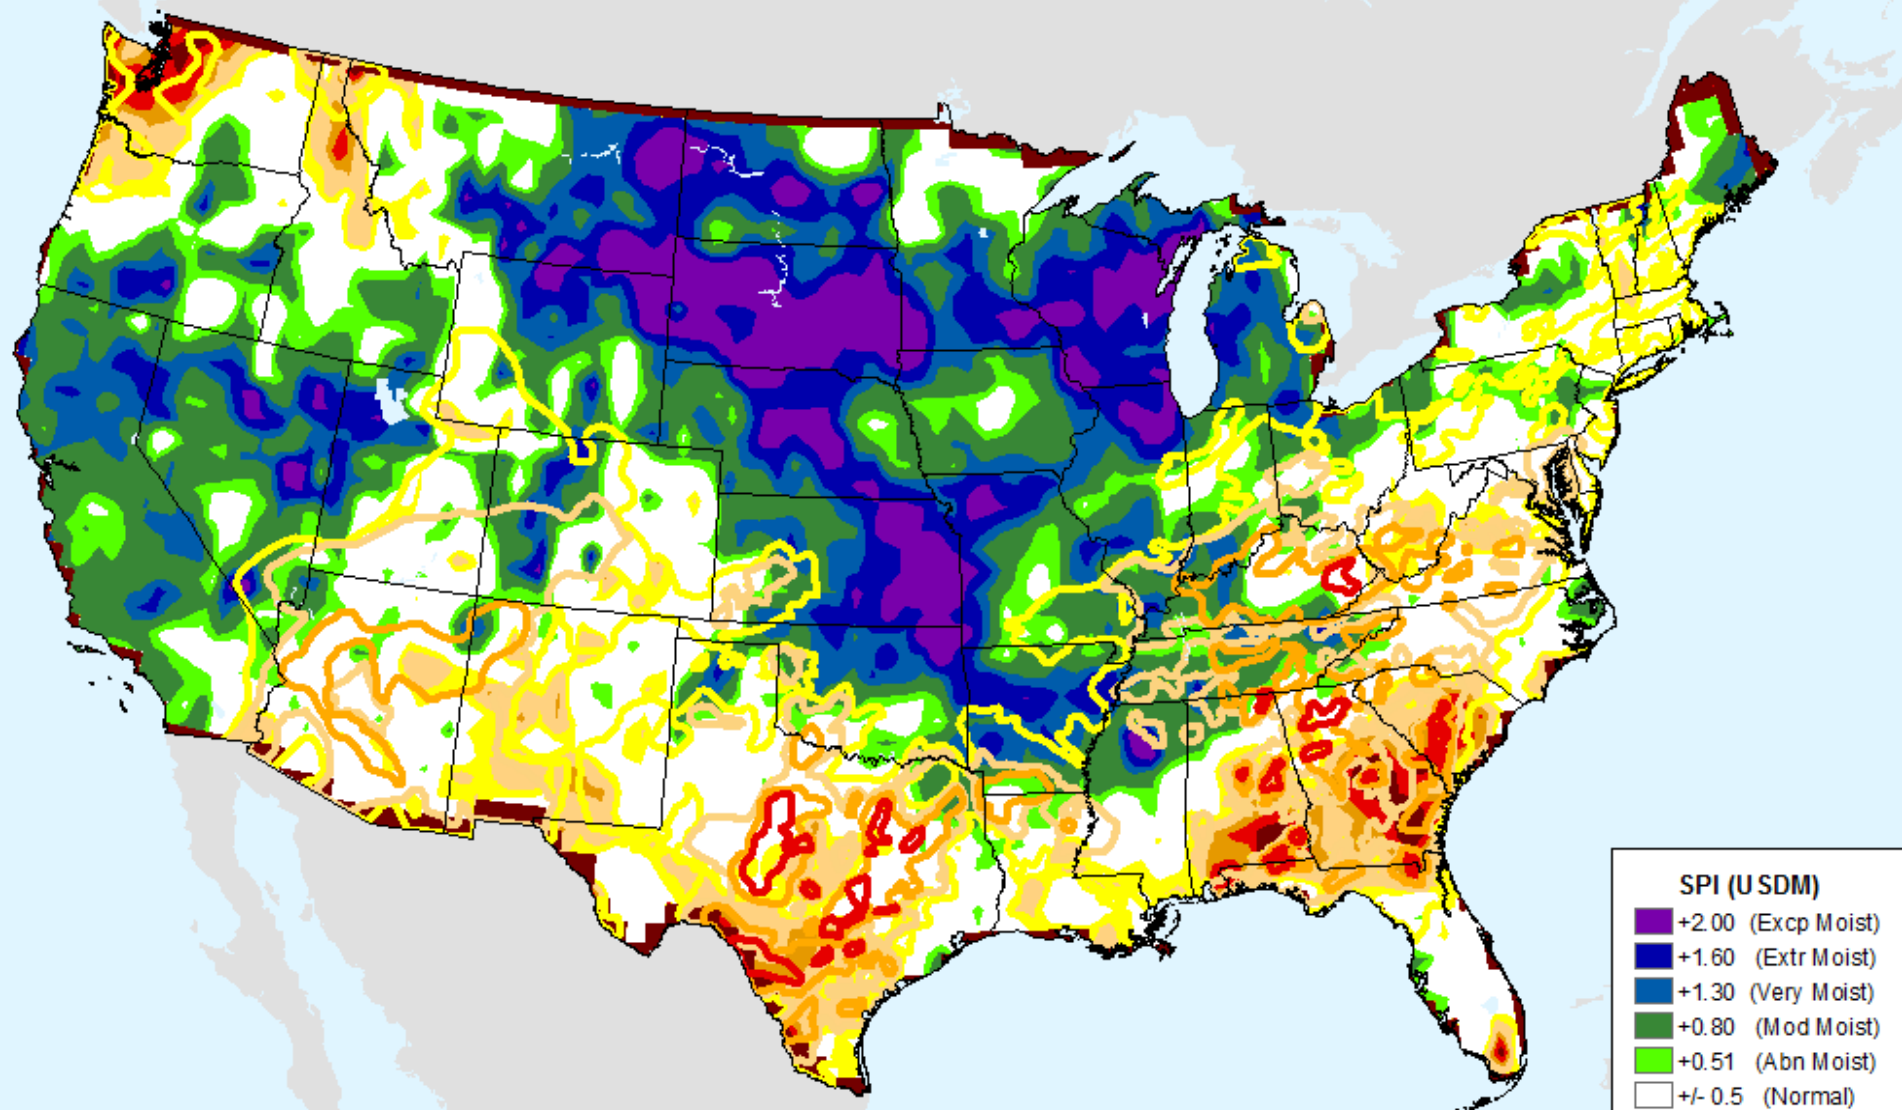 SPI (USDM)
+2.00 (Excp Moist)
+1.60 (Extr Moist)
+1.30 (Very Moist)
+0.80 (Mod Moist)
+0.51 (Abn Moist)
+/- 0.5 (Normal)